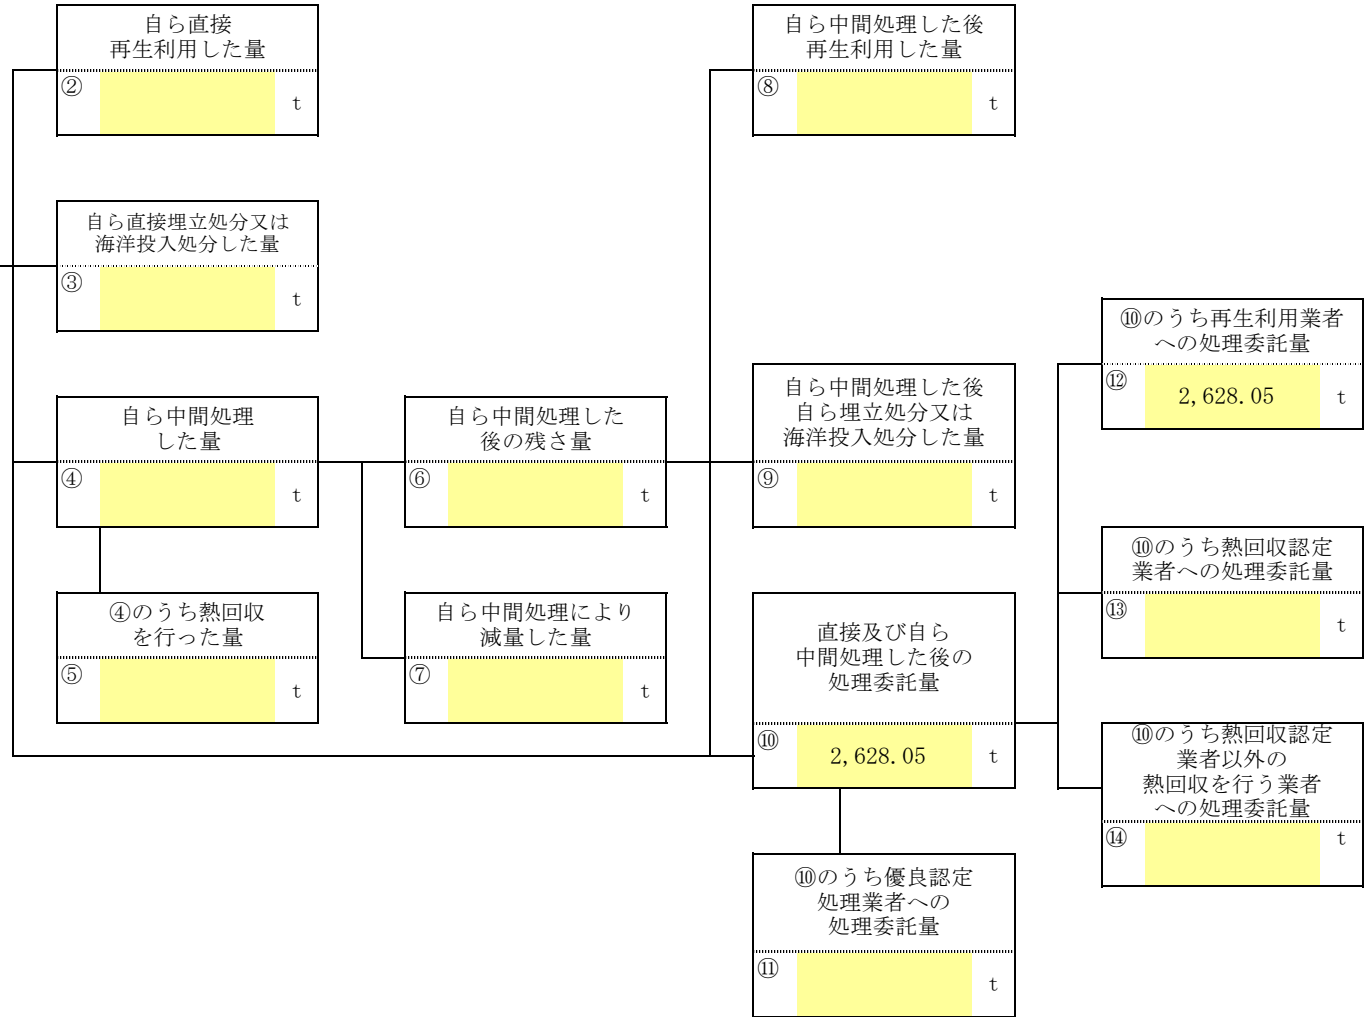 自ら直接
再生利用した量
②
t
自ら直接埋立処分又は
海洋投入処分した量
③
t
自ら中間処理
した量
④
t
④のうち熱回収
を行った量
⑤
t
自ら中間処理した
後の残さ量
⑥
t
自ら中間処理により
減量した量
⑦
t
自ら中間処理した後
再生利用した量
⑧
t
自ら中間処理した後
自ら埋立処分又は
海洋投入処分した量
⑨
t
直接及び自ら
中間処理した後の
処理委託量
⑩ 2,628.05 t
⑩のうち優良認定
処理業者への
処理委託量
⑪
t
⑩のうち再生利用業者
への処理委託量
⑫ 2,628.05 t
⑩のうち熱回収認定
業者への処理委託量
⑬
t
⑩のうち熱回収認定
業者以外の
熱回収を行う業者
への処理委託量
⑭
t